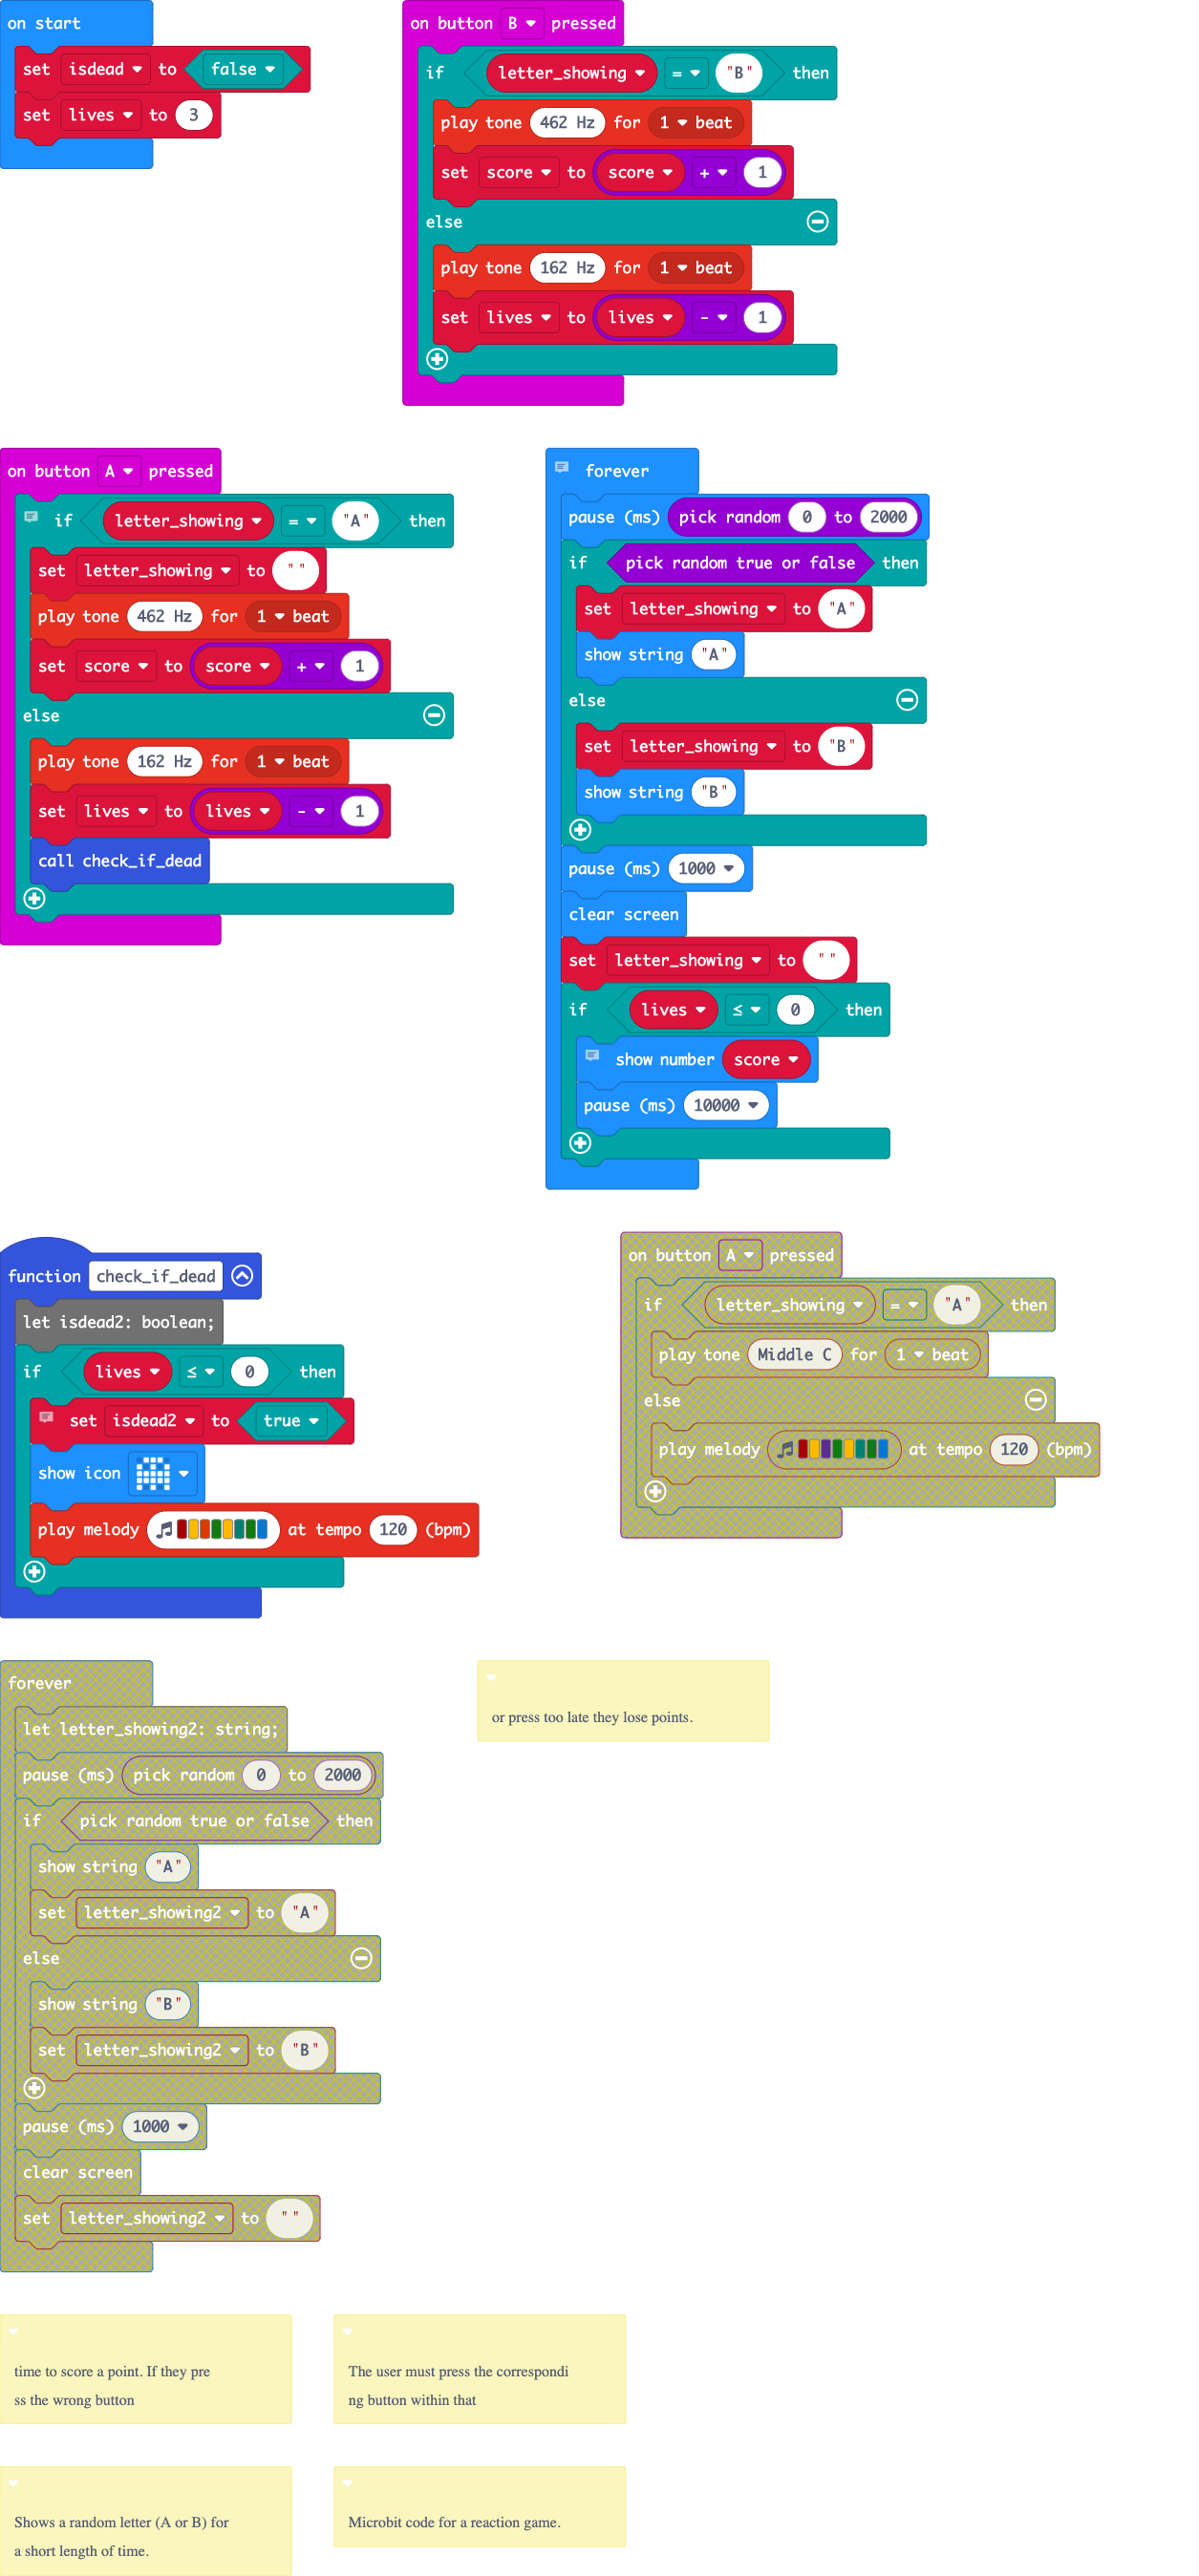 on start
set isdead to false
set lives to 3
on button B pressed
if letter_showing = "B" then
play tone 462 Hz for 1 beat
set score to score + 1
else
play tone 162 Hz for 1 beat
set lives to lives - 1
on button A pressed
if letter_showing = "A" then
set letter_showing to " "
play tone 462 Hz for 1 beat
set score to score + 1
else
play tone 162 Hz for 1 beat
set lives to lives - 1
call check_if_dead
forever
pause (ms) pick random 0 to 2000
if pick random true or false then
set letter_showing to "A"
show string "A"
else
set letter_showing to "B"
show string "B"
pause (ms) 1000
clear screen
set letter_showing to " "
if lives ≤ 0 then
show number score
pause (ms) 10000
function check_if_dead
let isdead2: boolean;
if lives ≤ 0 then
set isdead2 to true
show icon
play melody at tempo 120 (bpm)
on button A pressed
if letter_showing = "A" then
play tone Middle C for 1 beat
else
play melody at tempo 120 (bpm)
forever
let letter_showing2: string;
pause (ms) pick random 0 to 2000
if pick random true or false then
show string "A"
set letter_showing2 to "A"
else
show string "B"
set letter_showing2 to "B"
pause (ms) 1000
clear screen
set letter_showing2 to " "
or press too late they lose points.
time to score a point. If they pre
ss the wrong button
The user must press the correspondi
ng button within that
Shows a random letter (A or B) for
a short length of time.
Microbit code for a reaction game.